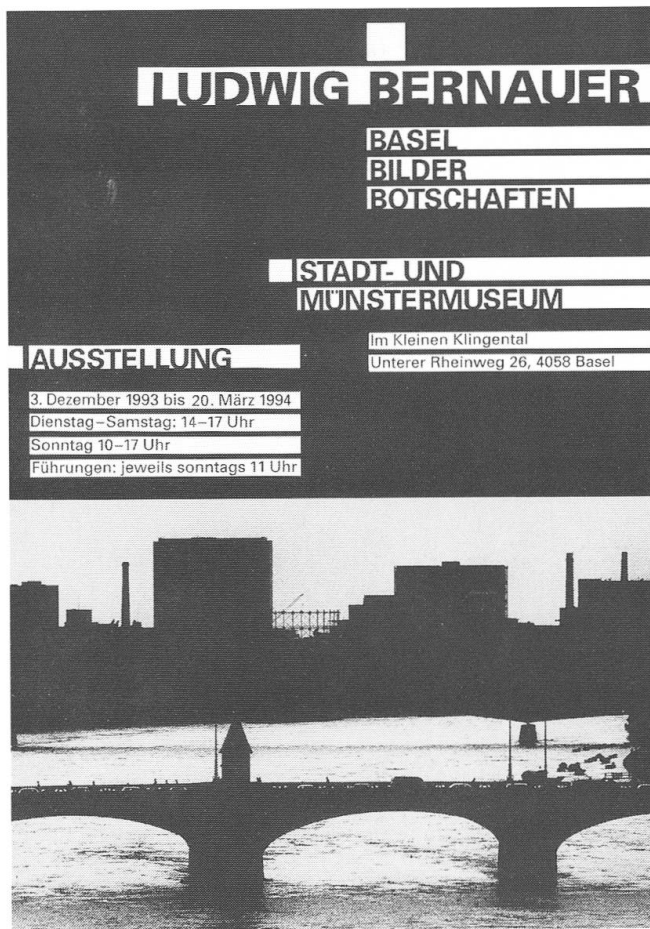 LUDWIG BERNAUER
BASEL
BILDER
BOTSCHAFTEN
STADT- UND
MÜNSTERMUSEUM
Im Kleinen Klingental
Unterer Rheinweg 26, 4058 Basel
AUSSTELLUNG
3. Dezember 1993 bis 20. März 1994
Dienstag–Samstag: 14–17 Uhr
Sonntag 10–17 Uhr
Führungen: jeweils sonntags 11 Uhr